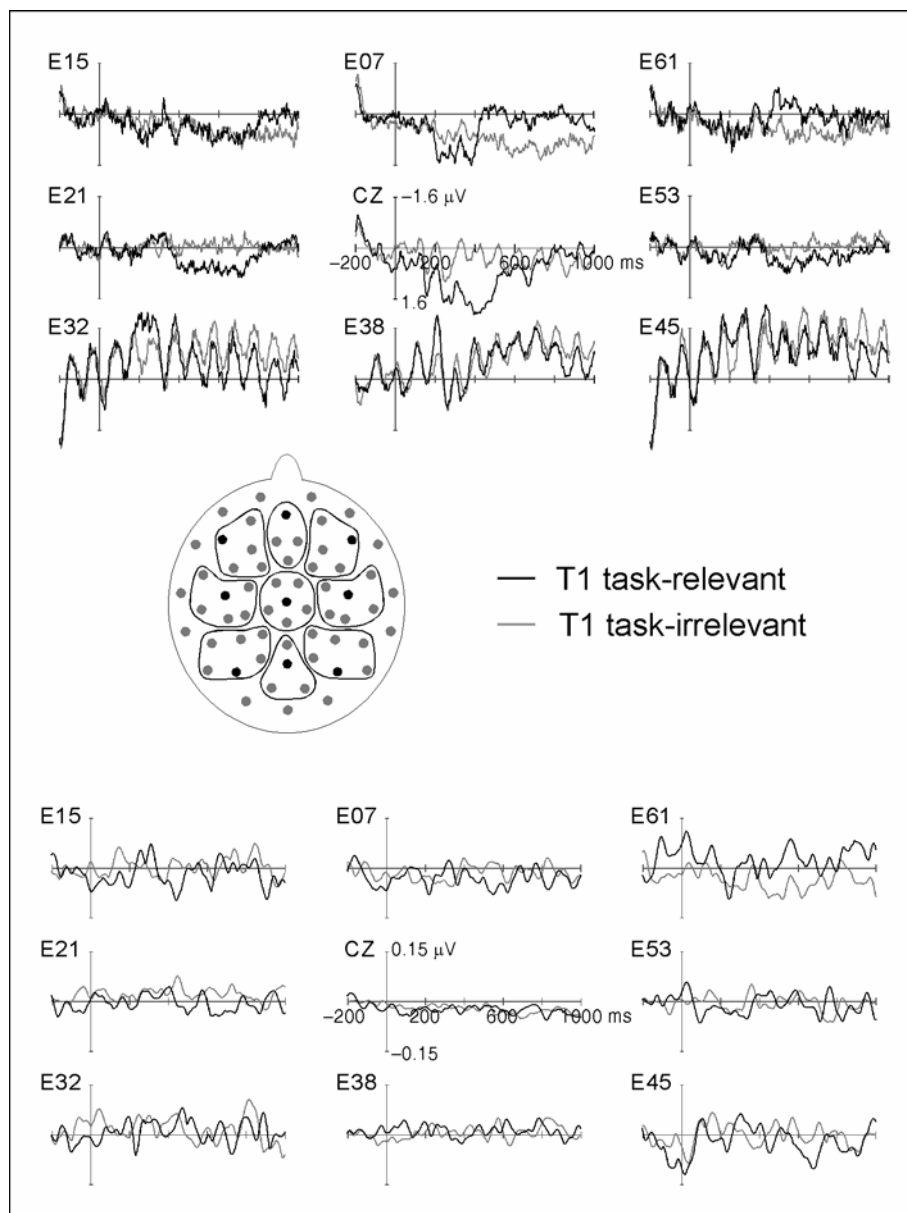 E15 E07 E61
E21 CZ −1.6 μV E53
−200 200 600 1000 ms
1.6
E32 E38 E45
T1 task-relevant
T1 task-irrelevant
E15 E07 E61
E21 CZ 0.15 μV E53
−200 200 600 1000 ms
−0.15
E32 E38 E45